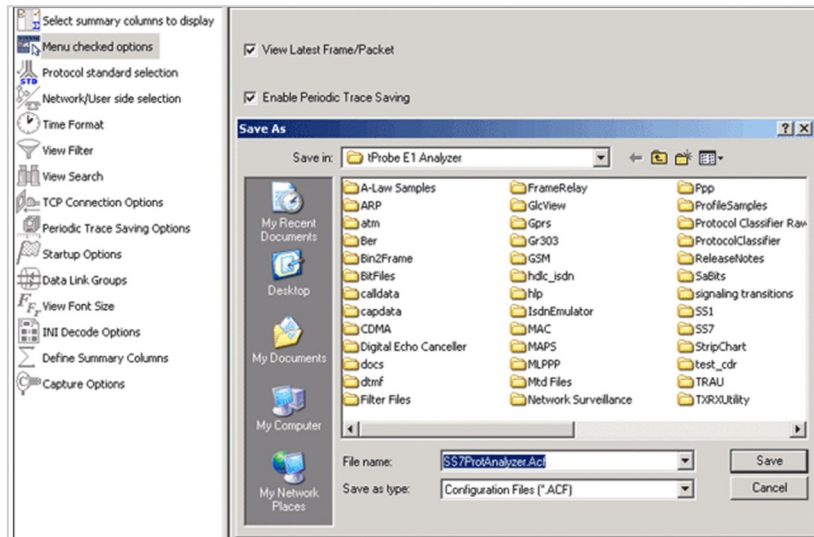 Select summary columns to display
Menu checked options
Protocol standard selection
STD
Network/User side selection
Time Format
View Filter
View Search
TCP Connection Options
Periodic Trace Saving Options
Startup Options
Data Link Groups
View Font Size
INI Decode Options
Define Summary Columns
Capture Options
View Latest Frame/Packet
Enable Periodic Trace Saving
Save As
Save in: tProbe E1 Analyzer
My Recent Documents
Desktop
My Documents
My Computer
My Network Places
A-Law Samples
ARP
atm
Ber
Bin2Frame
BitFiles
calldata
capdata
CDMA
Digital Echo Canceller
docs
dtmf
Filter Files
FrameRelay
GlcView
Gprs
Gr303
GSM
hdlc_isdn
hlp
IsdnEmulator
MAC
MAPS
MLPPP
Mtd Files
Network Surveillance
Ppp
ProfileSamples
Protocol Classifier Raw
ProtocolClassifier
ReleaseNotes
SaBits
signaling transitions
SS1
SS7
StripChart
test_cdr
TRAU
TXRXUtility
File name: SS7ProtAnalyzer.Acf Save
Save as type: Configuration Files (*.ACF) Cancel